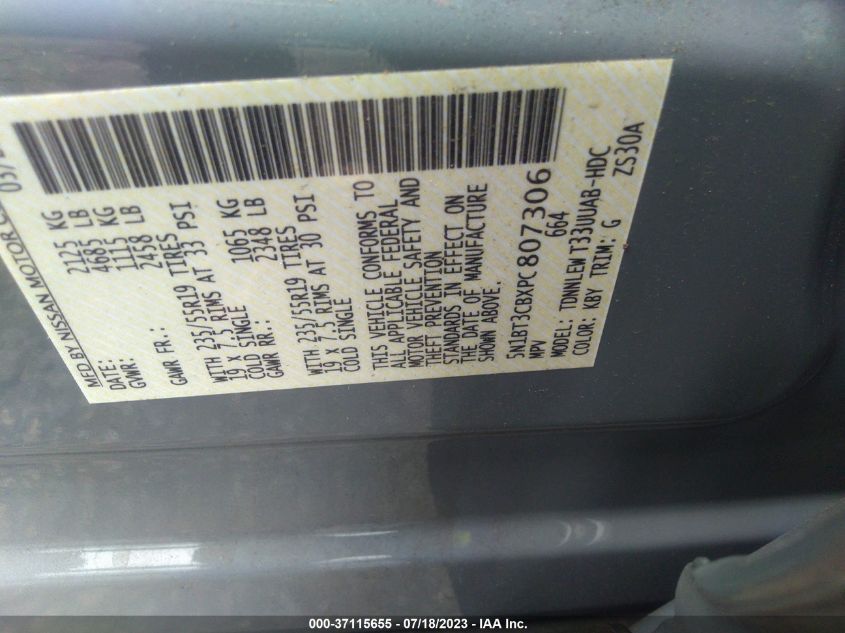 MFD BY NISSAN MOTOR
DATE: 03/
GVWR: 2125 KG
4685 LB
GAWR FR.: 1115 KG
2458 LB
WITH 235/55R19 TIRES
19 X 7.5 RIMS AT 33 PSI
COLD SINGLE
GAWR RR.: 1065 KG
2348 LB
WITH 235/55R19 TIRES
19 X 7.5 RIMS AT 30 PSI
COLD SINGLE
THIS VEHICLE CONFORMS TO
ALL APPLICABLE FEDERAL
MOTOR VEHICLE SAFETY AND
THEFT PREVENTION
STANDARDS IN EFFECT ON
THE DATE OF MANUFACTURE
SHOWN ABOVE.
5N1BT3CBXPC807306
MPV 664
MODEL: TDNNLEW T33UUAB-HDC
COLOR: KBY TRIM: G ZS30A
000-37115655 / 07/18/2023 - IAA Inc.